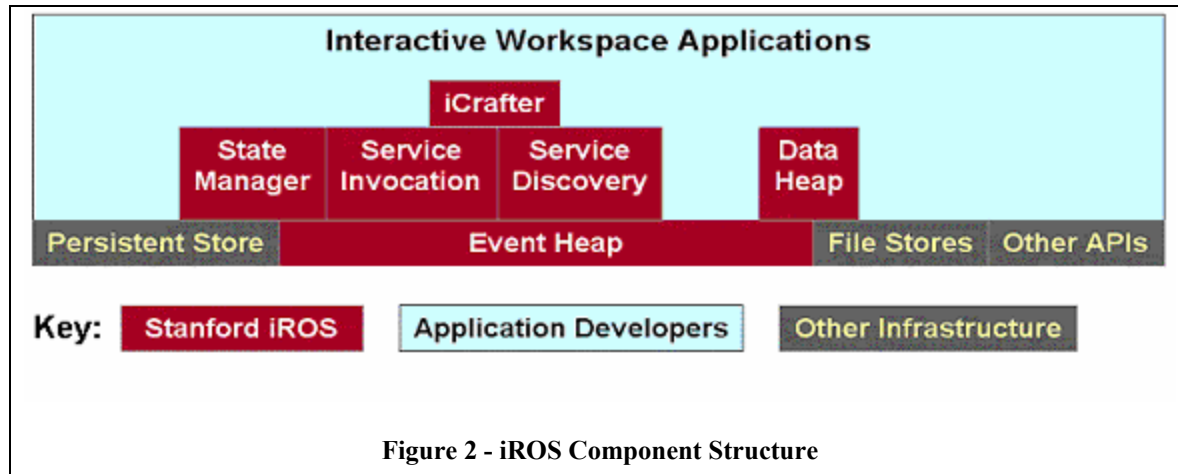 Interactive Workspace Applications
iCrafter
State Manager
Service Invocation
Service Discovery
Data Heap
Persistent Store
Event Heap
File Stores
Other APIs
Key:
Stanford iROS
Application Developers
Other Infrastructure
Figure 2 - iROS Component Structure